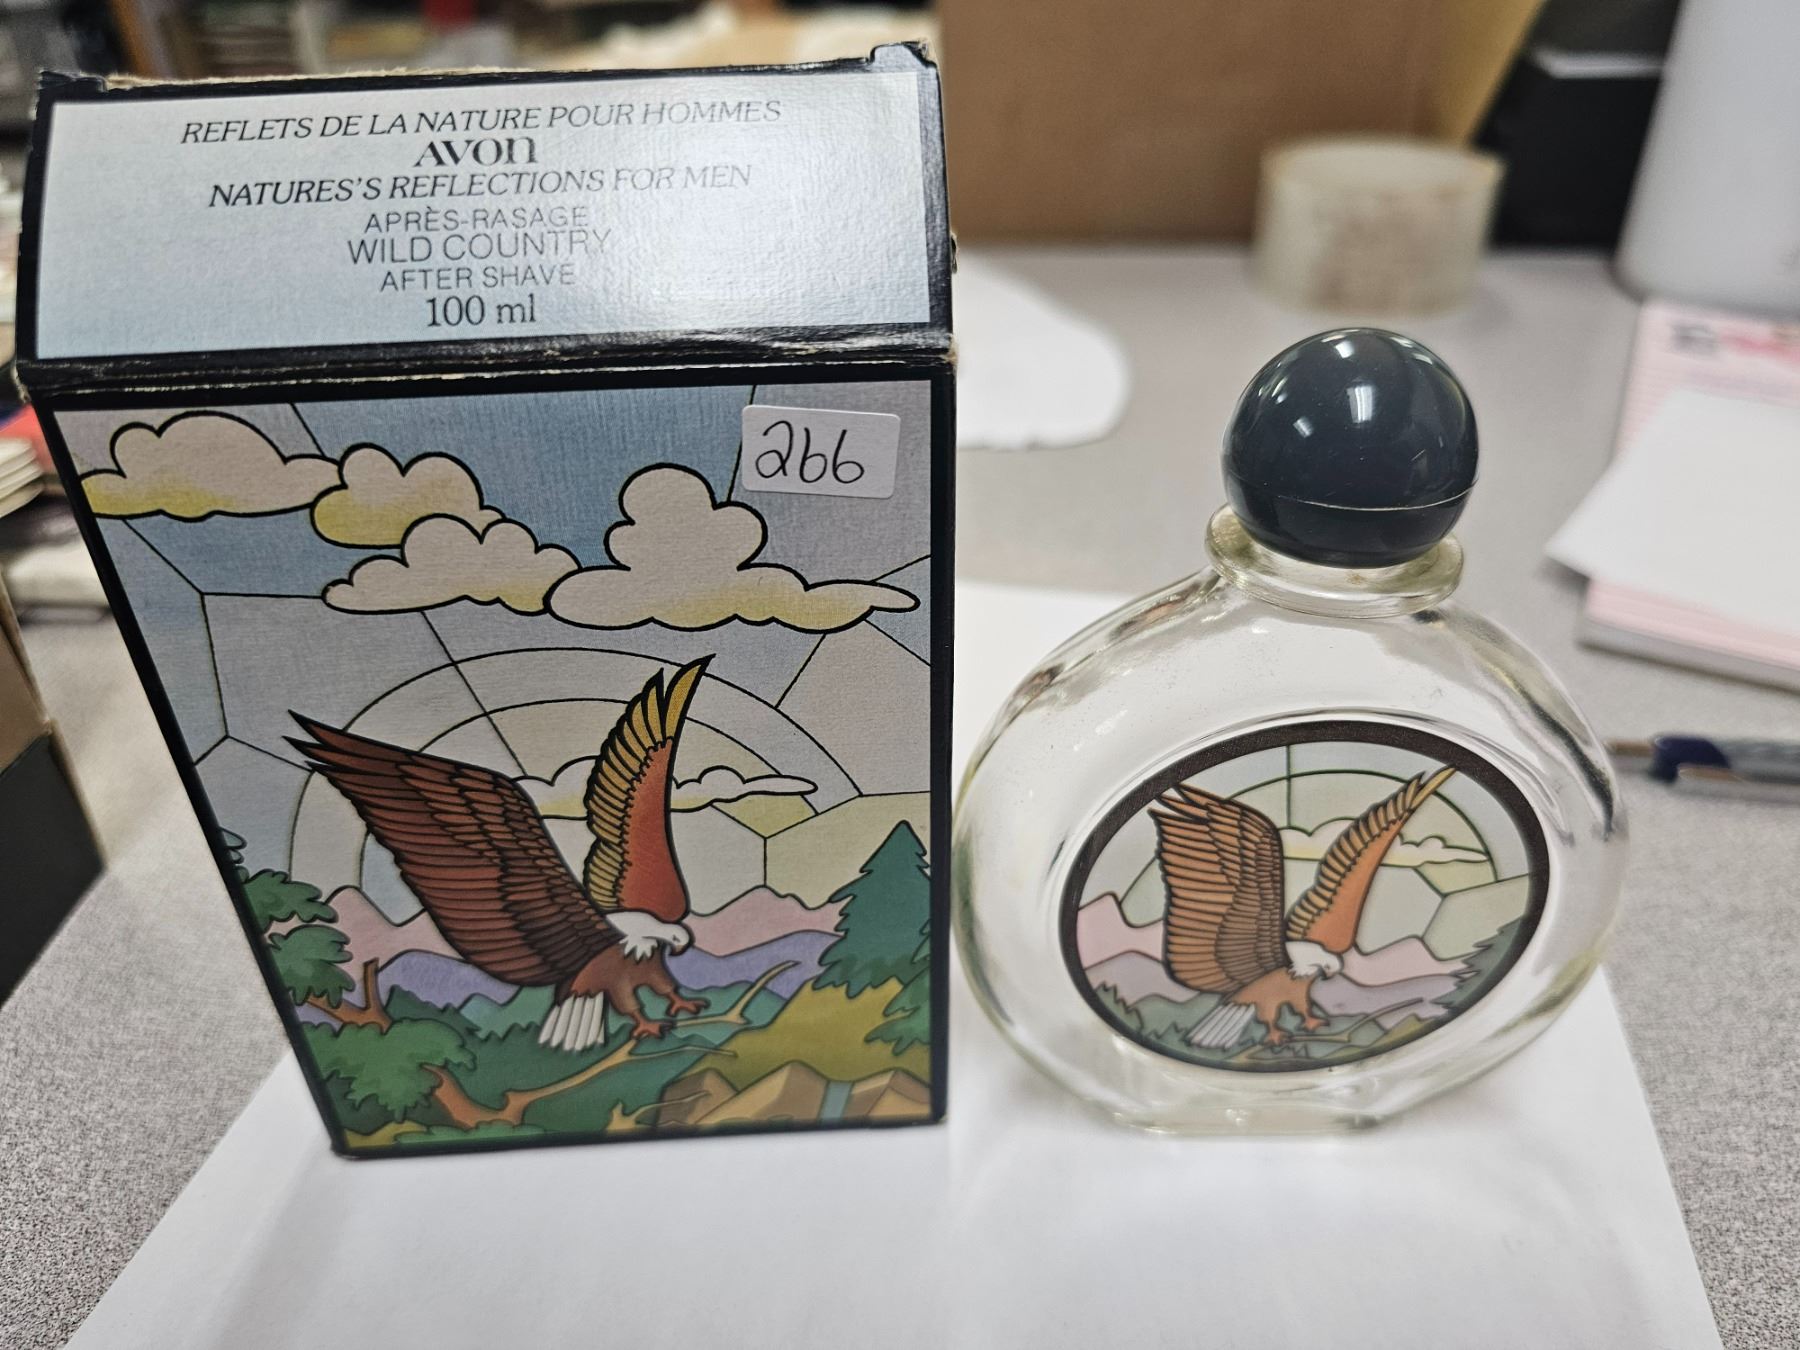 REFLETS DE LA NATURE POUR HOMMES
AVON
NATURES'S REFLECTIONS FOR MEN
APRÈS-RASAGE
WILD COUNTRY
AFTER SHAVE
100 ml
266